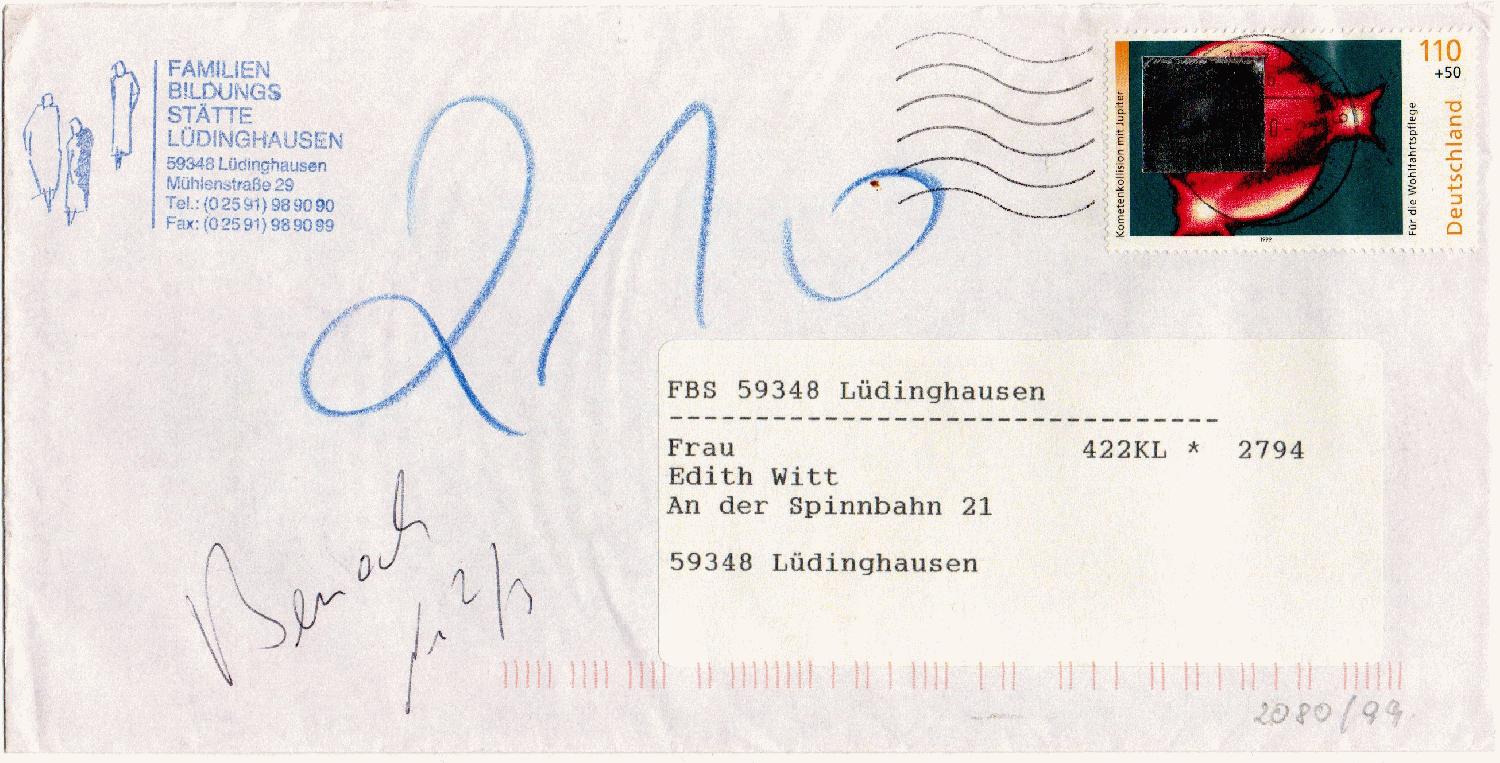 FAMILIEN
BILDUNGS
STÄTTE
LÜDINGHAUSEN
59348 Lüdinghausen
Mühlenstraße 29
Tel.: (0 25 91) 98 90 90
Fax: (0 25 91) 98 90 99
210
Kometenkollision mit Jupiter
110
+50
Deutschland
Für die Wohlfahrtspflege
1999
FBS 59348 Lüdinghausen
---------------------------------
Frau 422KL * 2794
Edith Witt
An der Spinnbahn 21
59348 Lüdinghausen
2080/99